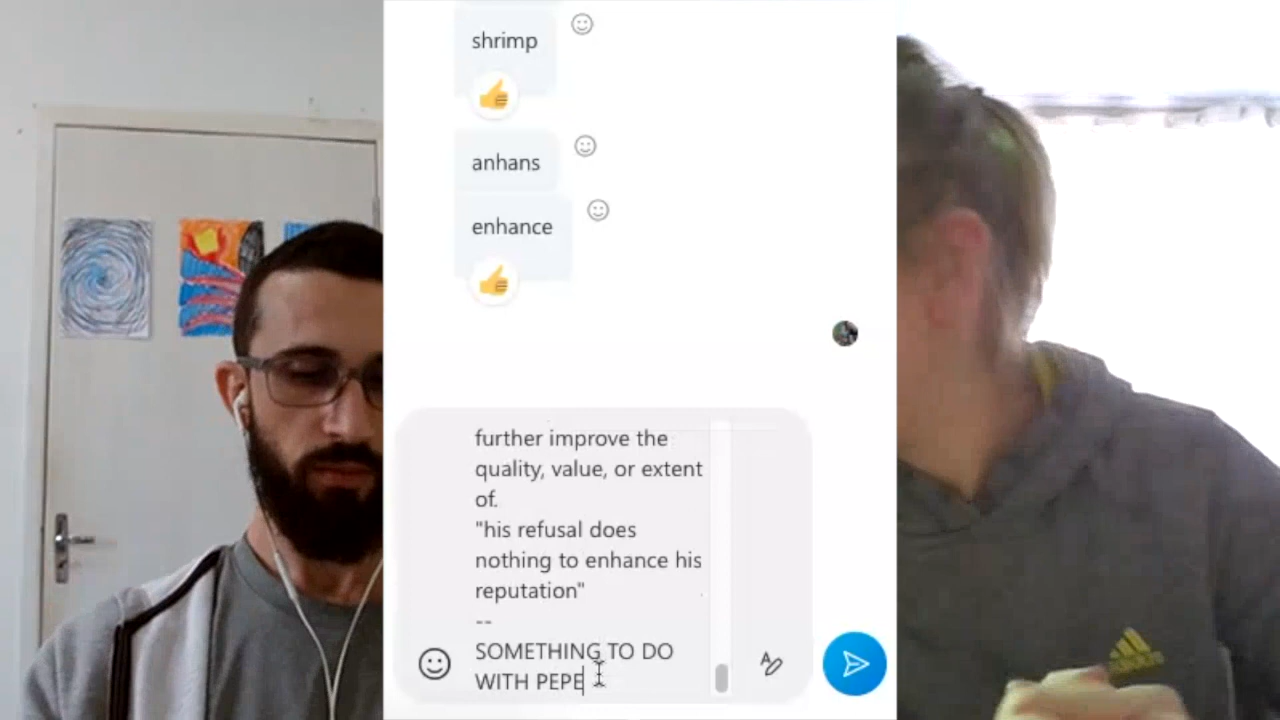 shrimp
anhans
enhance
further improve the
quality, value, or extent
of.
"his refusal does
nothing to enhance his
reputation"
--
SOMETHING TO DO
WITH PEPE